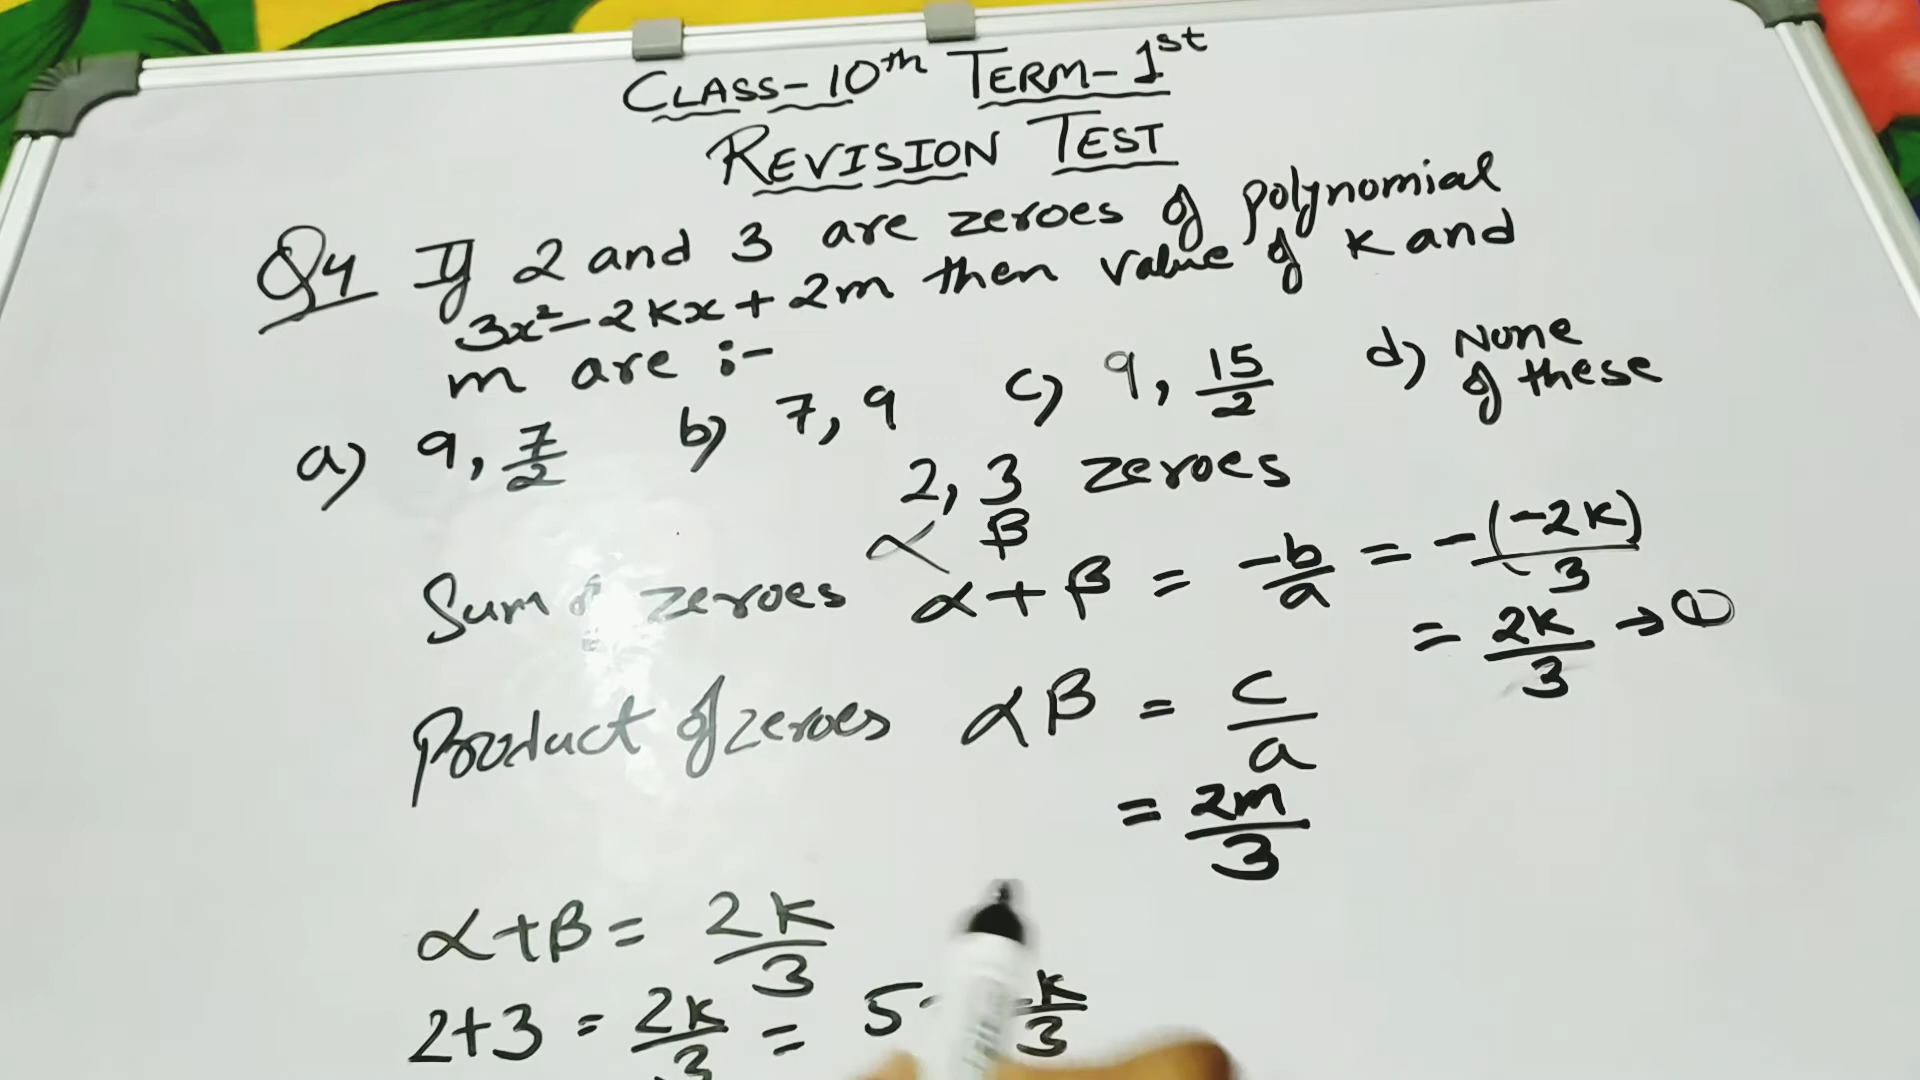 CLASS-10th TERM-1st
REVISION TEST
Q4 If 2 and 3 are zeroes of polynomial
3x²-2kx+2m then value of k and
m are :-
a) 9, 7/2 b) 7, 9 c) 9, 15/2 d) None of these
2, 3 zeroes
α β
Sum of zeroes α+β = -b/a = -(-2k)/3
= 2k/3 → ①
Product of zeroes αβ = c/a
= 2m/3
α+β = 2k/3
2+3 = 2k/3 = 5 k/3